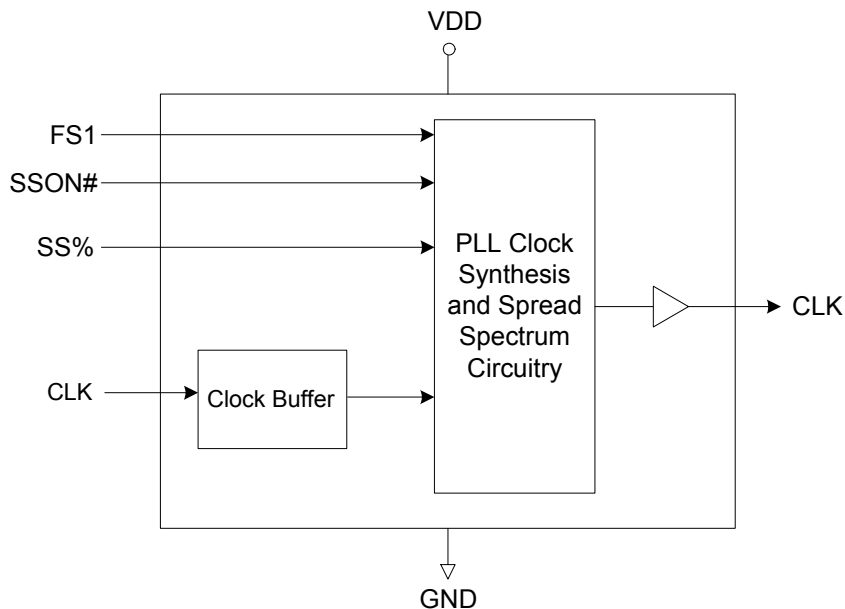 VDD
FS1
SSON#
SS%
CLK
Clock Buffer
PLL Clock
Synthesis
and Spread
Spectrum
Circuitry
CLK
GND